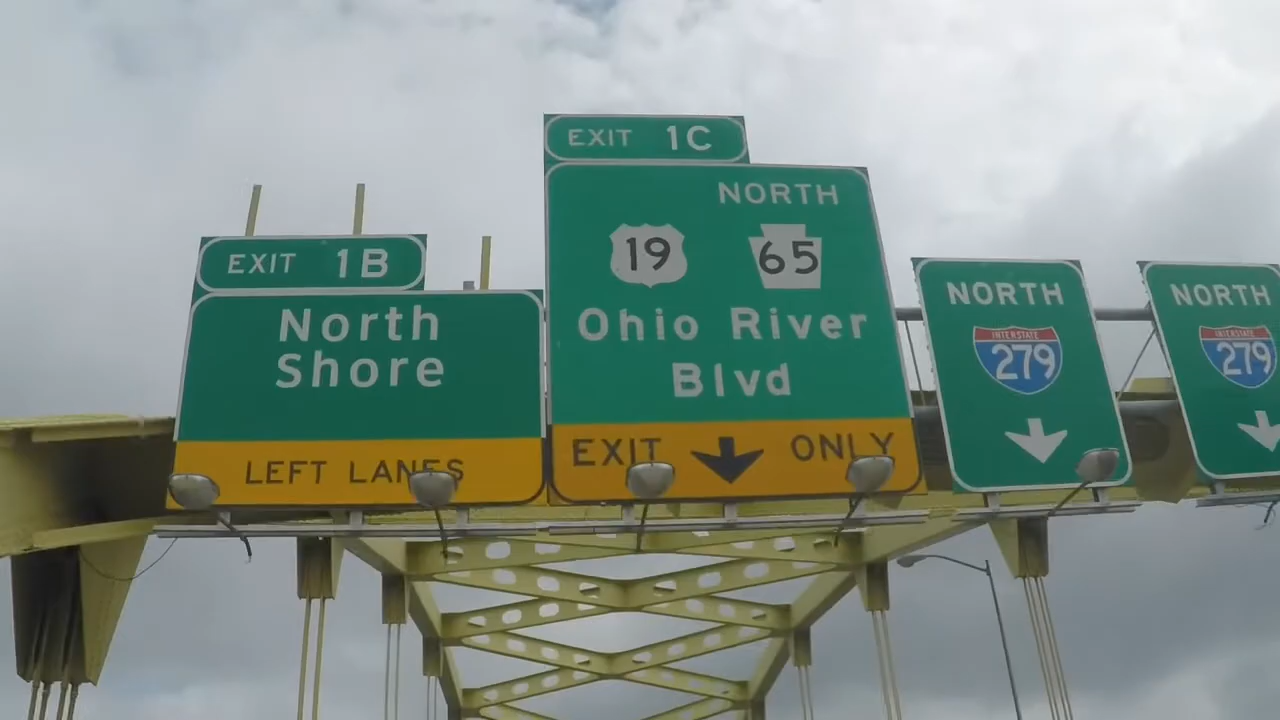 EXIT 1B
North
Shore
LEFT LANES
EXIT 1C
NORTH
19 65
Ohio River
Blvd
EXIT ONLY
NORTH
INTERSTATE
279
NORTH
INTERSTATE
279